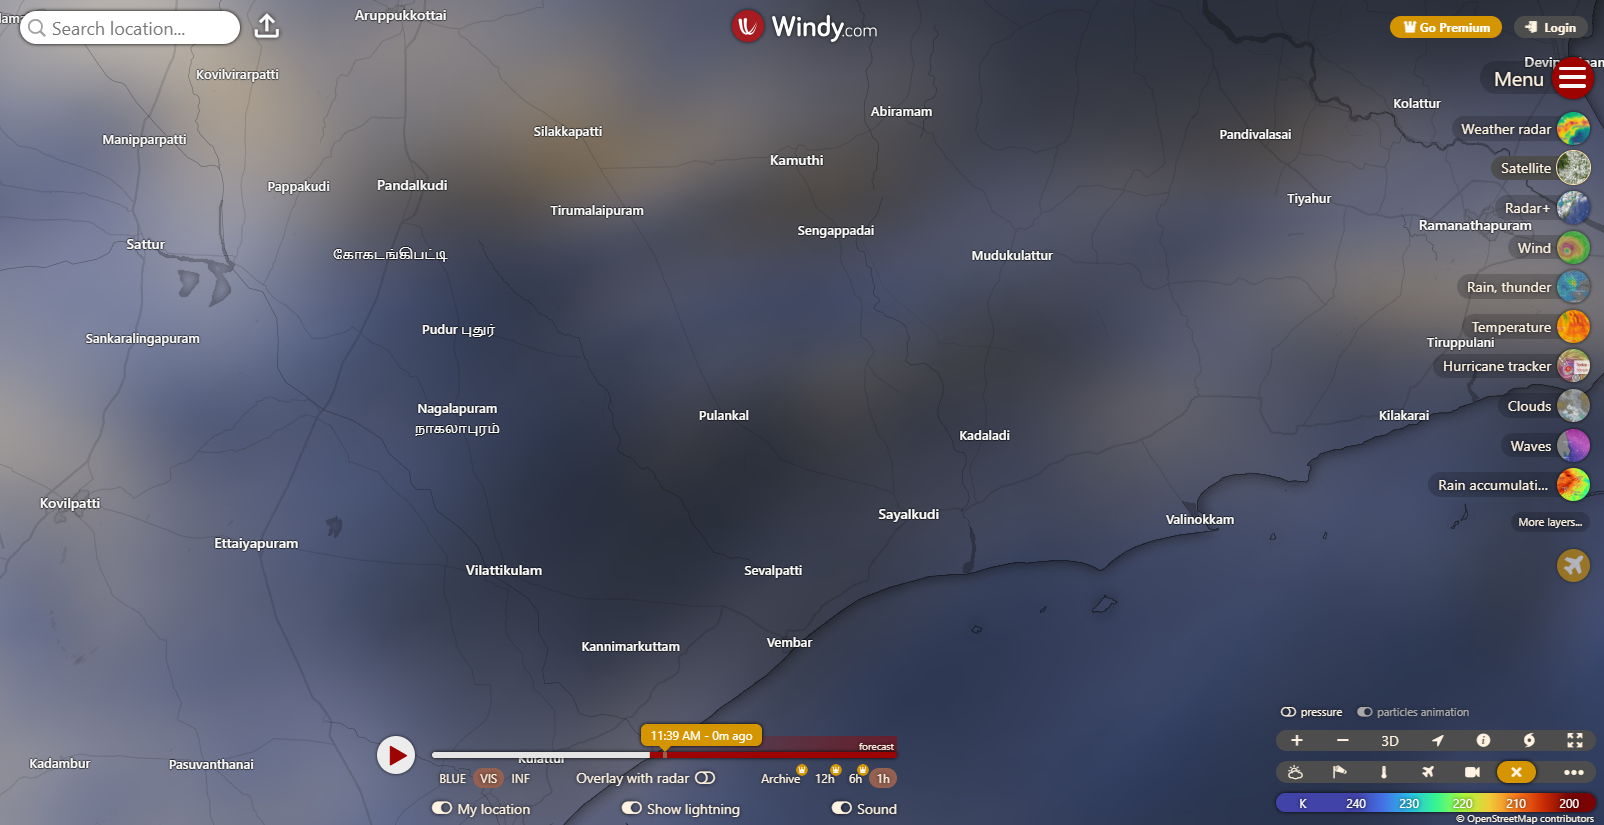 Aruppukkottai
Search location...
Windy.com
Go Premium
Login
Menu
Kovilvirarpatti
Kolattur
Abiramam
Weather radar
Silakkapatti
Pandivalasai
Manipparpatti
Kamuthi
Satellite
Pappakudi
Pandalkudi
Tiyahur
Radar+
Tirumalaipuram
Ramanathapuram
Sengappadai
Sattur
Wind
கோகடங்கிபட்டி
Mudukulattur
Rain, thunder
Temperature
Pudur புதூர்
Sankaralingapuram
Tiruppulani
Hurricane tracker
Nagalapuram
நாகலாபுரம்
Clouds
Pulankal
Kilakarai
Kadaladi
Waves
Rain accumulati...
Kovilpatti
Sayalkudi
Valinokkam
More layers...
Ettaiyapuram
Vilattikulam
Sevalpatti
Kannimarkuttam
Vembar
pressure
particles animation
11:39 AM - 0m ago
forecast
3D
Kadambur
Pasuvanthanai
BLUE
VIS
INF
Overlay with radar
Archive
12h
6h
1h
My location
Show lightning
Sound
K 240 230 220 210 200
© OpenStreetMap contributors